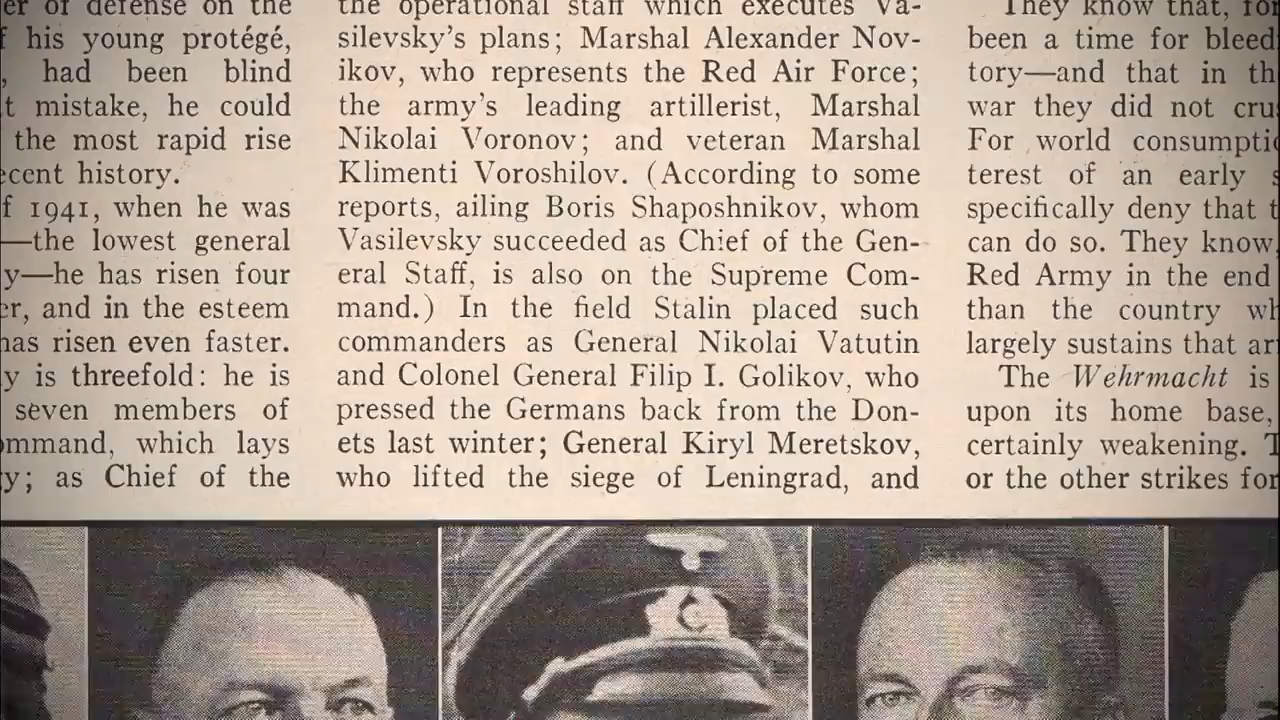 er of defense on the
f his young protégé,
, had been blind
t mistake, he could
the most rapid rise
ecent history.
f 1941, when he was
—the lowest general
y—he has risen four
er, and in the esteem
has risen even faster.
y is threefold: he is
seven members of
ommand, which lays
y; as Chief of the
the operational staff which executes Va-
silevsky's plans; Marshal Alexander Nov-
ikov, who represents the Red Air Force;
the army's leading artillerist, Marshal
Nikolai Voronov; and veteran Marshal
Klimenti Voroshilov. (According to some
reports, ailing Boris Shaposhnikov, whom
Vasilevsky succeeded as Chief of the Gen-
eral Staff, is also on the Supreme Com-
mand.) In the field Stalin placed such
commanders as General Nikolai Vatutin
and Colonel General Filip I. Golikov, who
pressed the Germans back from the Don-
ets last winter; General Kiryl Meretskov,
who lifted the siege of Leningrad, and
They know that, for
been a time for bleed
tory—and that in th
war they did not cru
For world consumpti
terest of an early s
specifically deny that t
can do so. They know,
Red Army in the end
than the country wh
largely sustains that ar
The Wehrmacht is
upon its home base,
certainly weakening. T
or the other strikes for